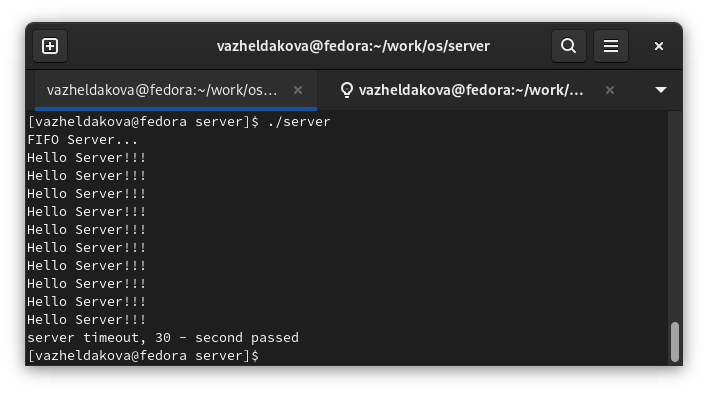 vazheldakova@fedora:~/work/os/server
vazheldakova@fedora:~/work/os...
vazheldakova@fedora:~/work/...
[vazheldakova@fedora server]$ ./server
FIFO Server...
Hello Server!!!
Hello Server!!!
Hello Server!!!
Hello Server!!!
Hello Server!!!
Hello Server!!!
Hello Server!!!
Hello Server!!!
Hello Server!!!
Hello Server!!!
server timeout, 30 - second passed
[vazheldakova@fedora server]$